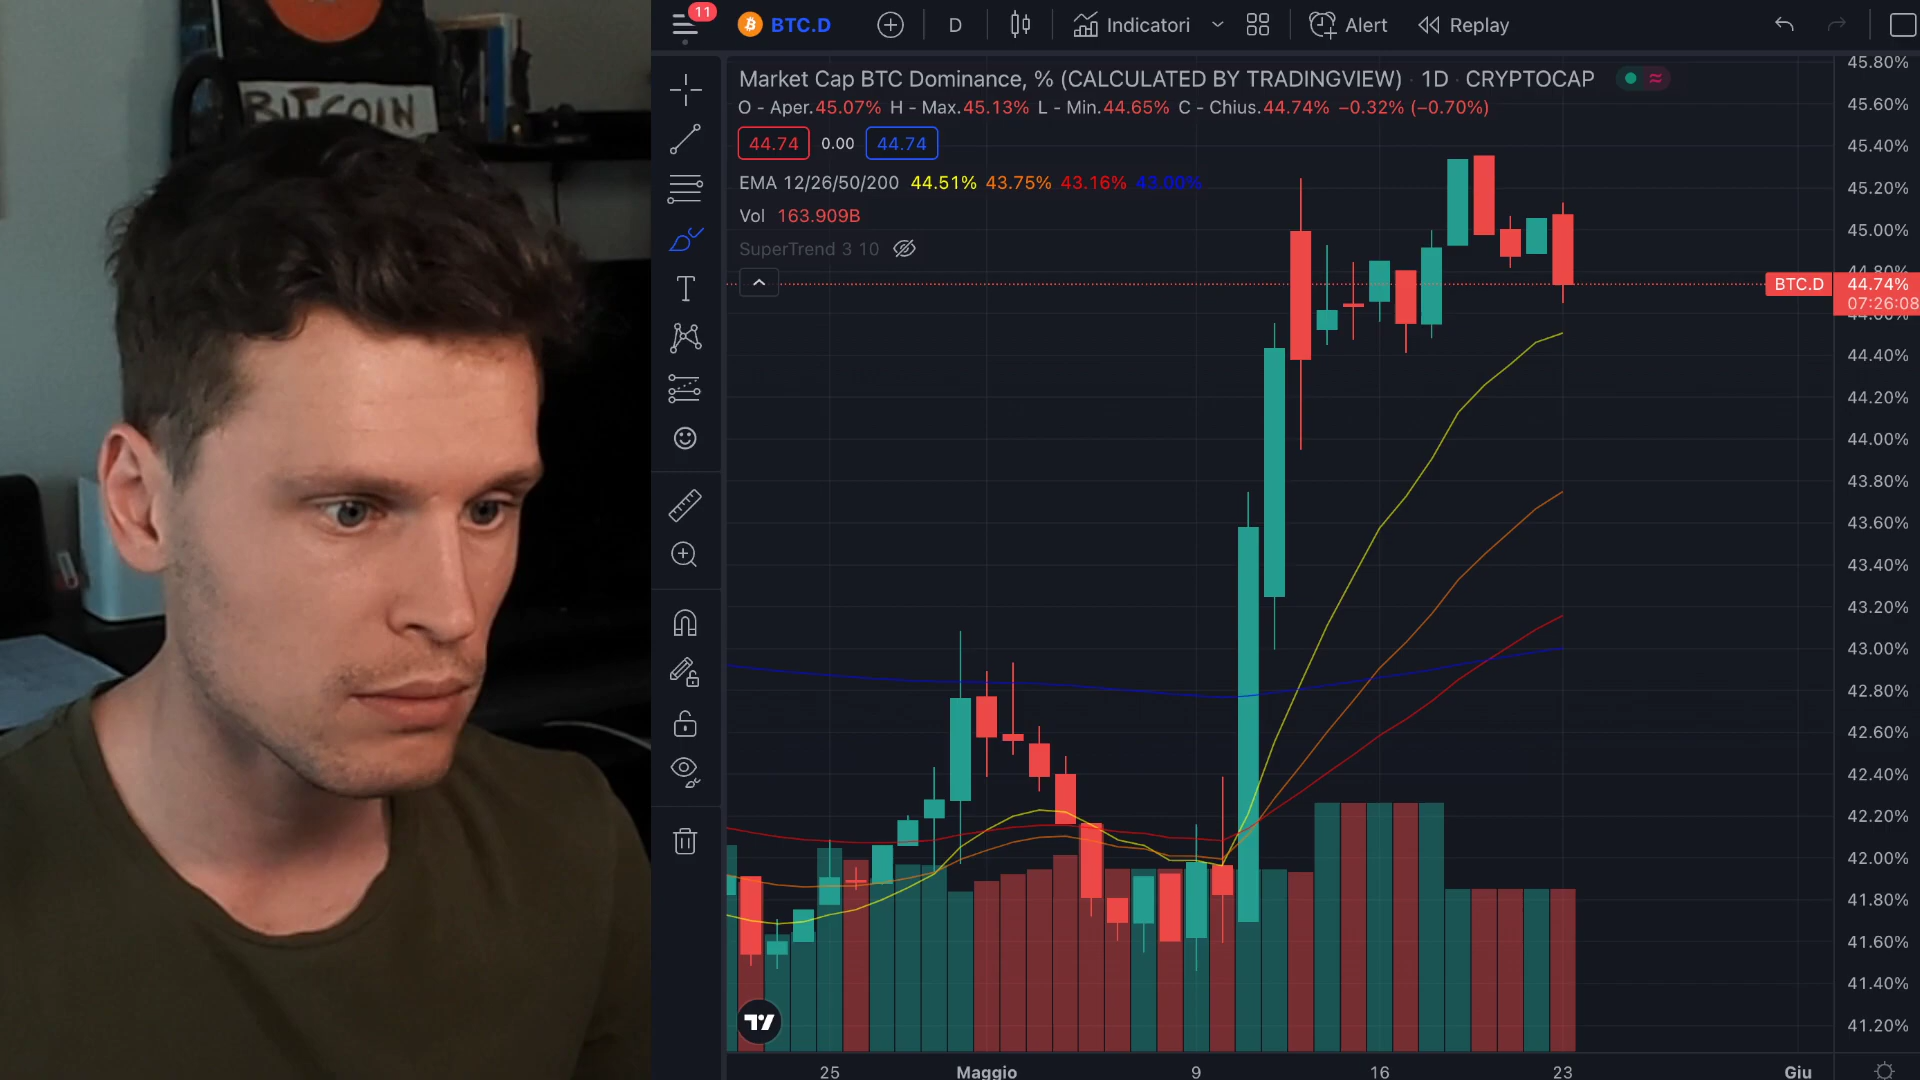 BITCOIN
11
BTC.D
D
Indicatori
Alert
Replay
Market Cap BTC Dominance, % (CALCULATED BY TRADINGVIEW) · 1D · CRYPTOCAP
O - Aper.45.07% H - Max.45.13% L - Min.44.65% C - Chius.44.74% −0.32% (−0.70%)
44.74 0.00 44.74
EMA 12/26/50/200 44.51% 43.75% 43.16% 43.00%
Vol 163.909B
SuperTrend 3 10
45.80%
45.60%
45.40%
45.20%
45.00%
44.80%
BTC.D 44.74%
07:26:08
44.60%
44.40%
44.20%
44.00%
43.80%
43.60%
43.40%
43.20%
43.00%
42.80%
42.60%
42.40%
42.20%
42.00%
41.80%
41.60%
41.40%
41.20%
25 Maggio 9 16 23 Giu